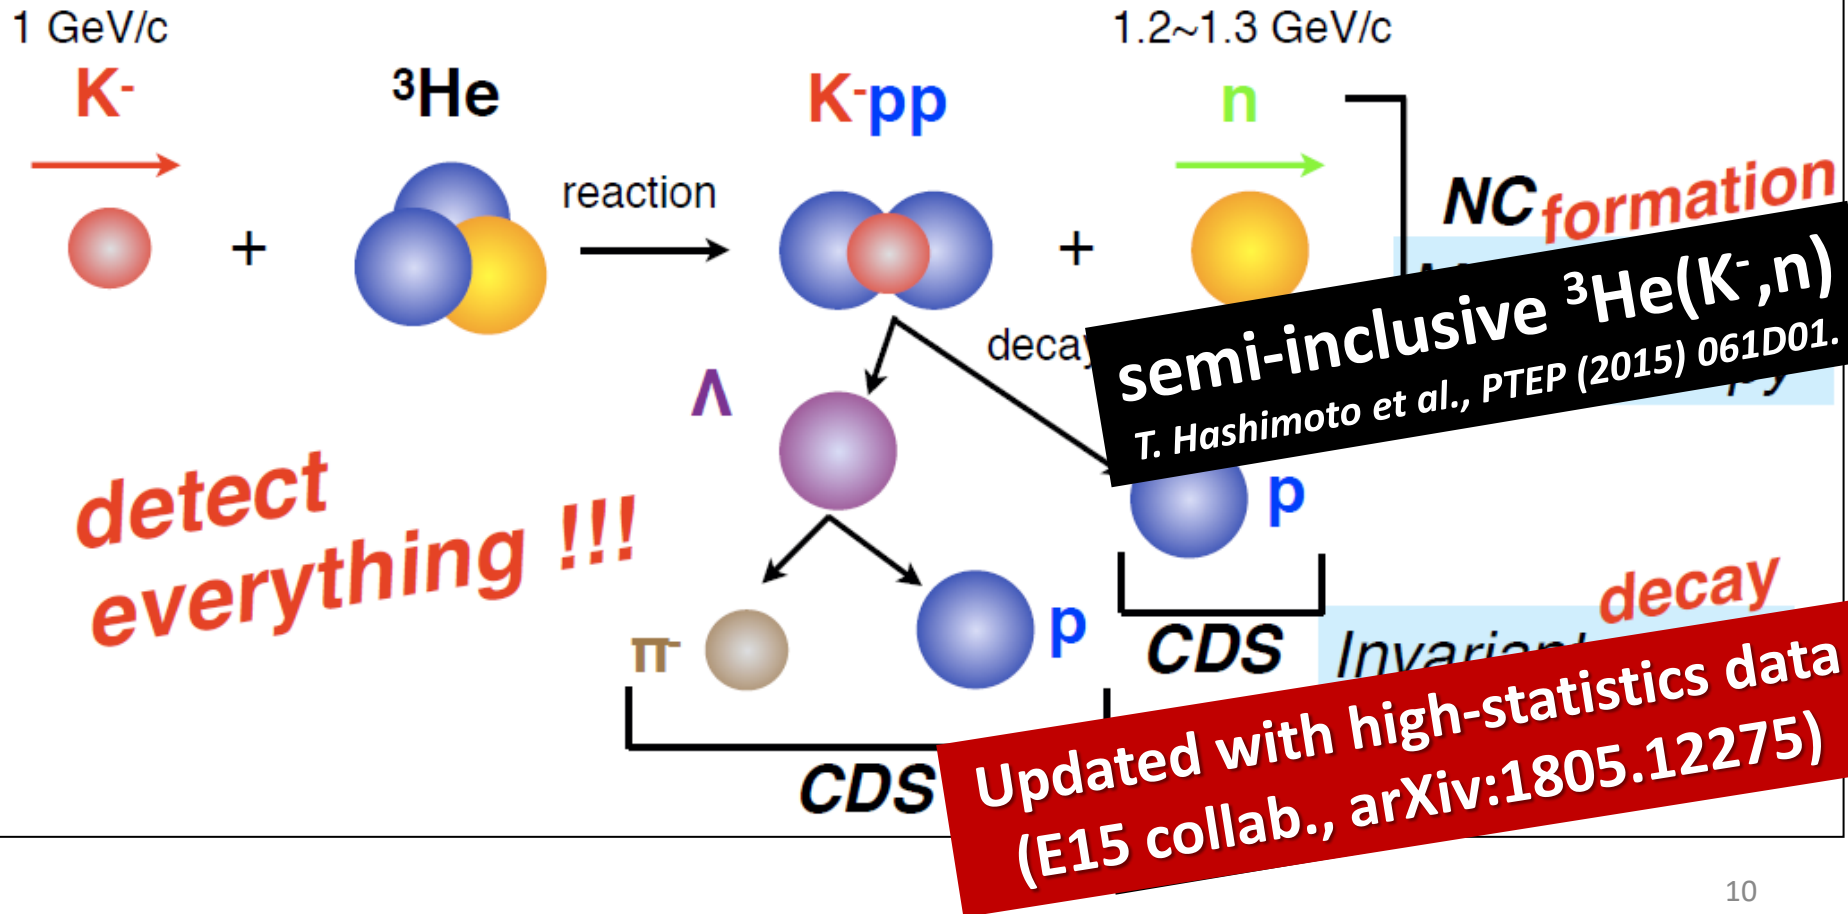 1 GeV/c
1.2~1.3 GeV/c
K⁻
³He
K⁻pp
n
reaction
+
+
NC
formation
decay
semi-inclusive ³He(K⁻,n)
T. Hashimoto et al., PTEP (2015) 061D01.
Λ
p
detect
everything !!!
π⁻
p
CDS
decay
Updated with high-statistics data
(E15 collab., arXiv:1805.12275)
CDS
10